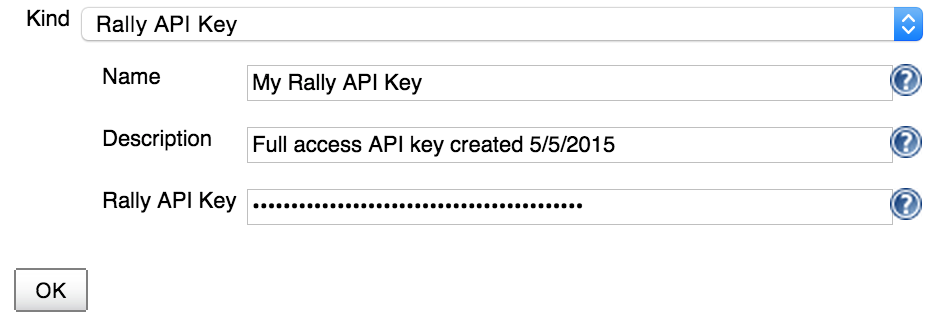 Kind Rally API Key
Name My Rally API Key
Description Full access API key created 5/5/2015
Rally API Key ••••••••••••••••••••••••••••••••••••••••••••
OK